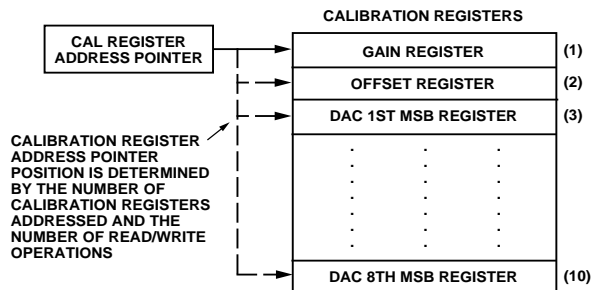 CALIBRATION REGISTERS
CAL REGISTER
ADDRESS POINTER
GAIN REGISTER
(1)
OFFSET REGISTER
(2)
DAC 1ST MSB REGISTER
(3)
CALIBRATION REGISTER
ADDRESS POINTER
POSITION IS DETERMINED
BY THE NUMBER OF
CALIBRATION REGISTERS
ADDRESSED AND THE
NUMBER OF READ/WRITE
OPERATIONS
DAC 8TH MSB REGISTER
(10)